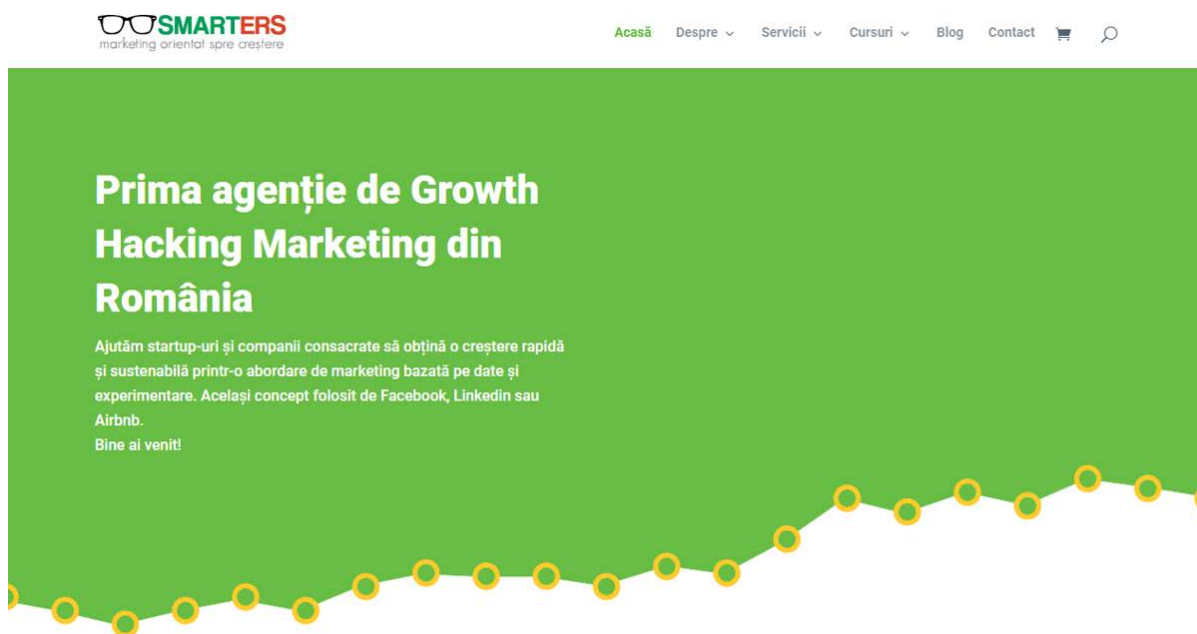 SMARTERS
marketing orientat spre crestere
Acasă Despre Servicii Cursuri Blog Contact
Prima agenție de Growth
Hacking Marketing din
România
Ajutăm startup-uri și companii consacrate să obțină o creștere rapidă
și sustenabilă printr-o abordare de marketing bazată pe date și
experimentare. Același concept folosit de Facebook, Linkedin sau
Airbnb.
Bine ai venit!